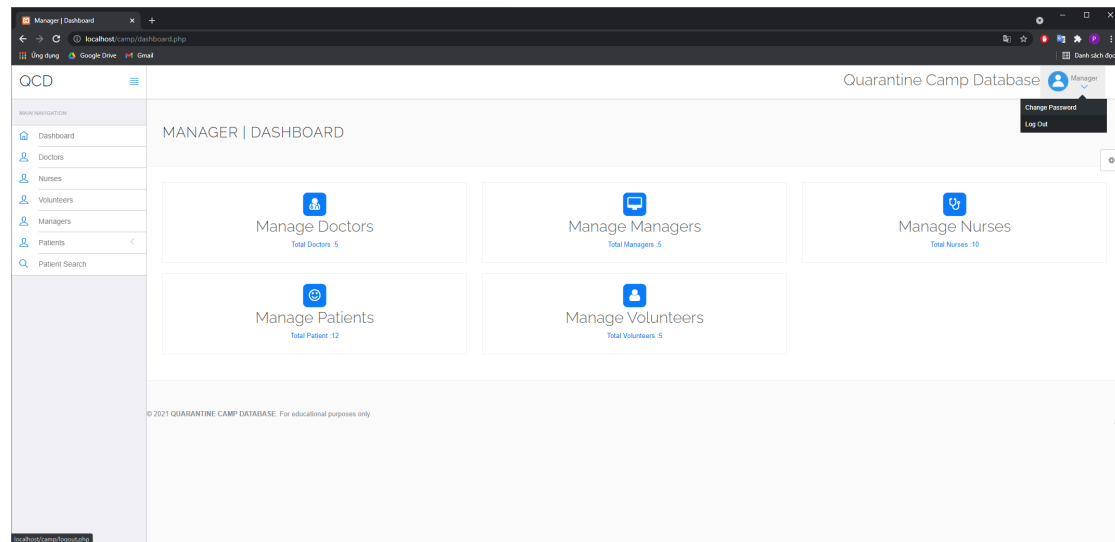 Manager | Dashboard
localhost/camp/dashboard.php
Ứng dụng Google Drive Gmail Danh sách đọc
QCD Quarantine Camp Database Manager
Change Password
Log Out
MAIN NAVIGATION
Dashboard
Doctors
Nurses
Volunteers
Managers
Patients
Patient Search
MANAGER | DASHBOARD
Manage Doctors
Total Doctors :5
Manage Managers
Total Managers :5
Manage Nurses
Total Nurses :10
Manage Patients
Total Patient :12
Manage Volunteers
Total Volunteers :5
© 2021 QUARANTINE CAMP DATABASE. For educational purposes only.
localhost/camp/logout.php